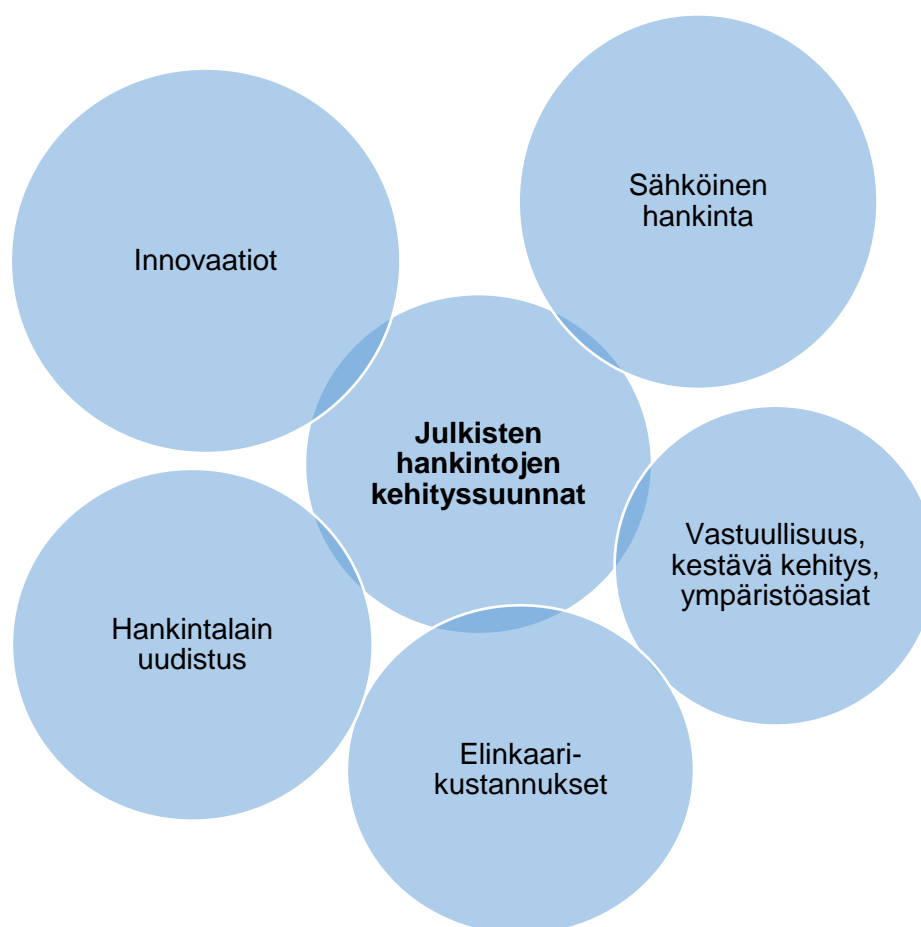 Sähköinen
hankinta
Innovaatiot
Julkisten
hankintojen
kehityssuunnat
Vastuullisuus,
kestävä kehitys,
ympäristöasiat
Hankintalain
uudistus
Elinkaari-
kustannukset